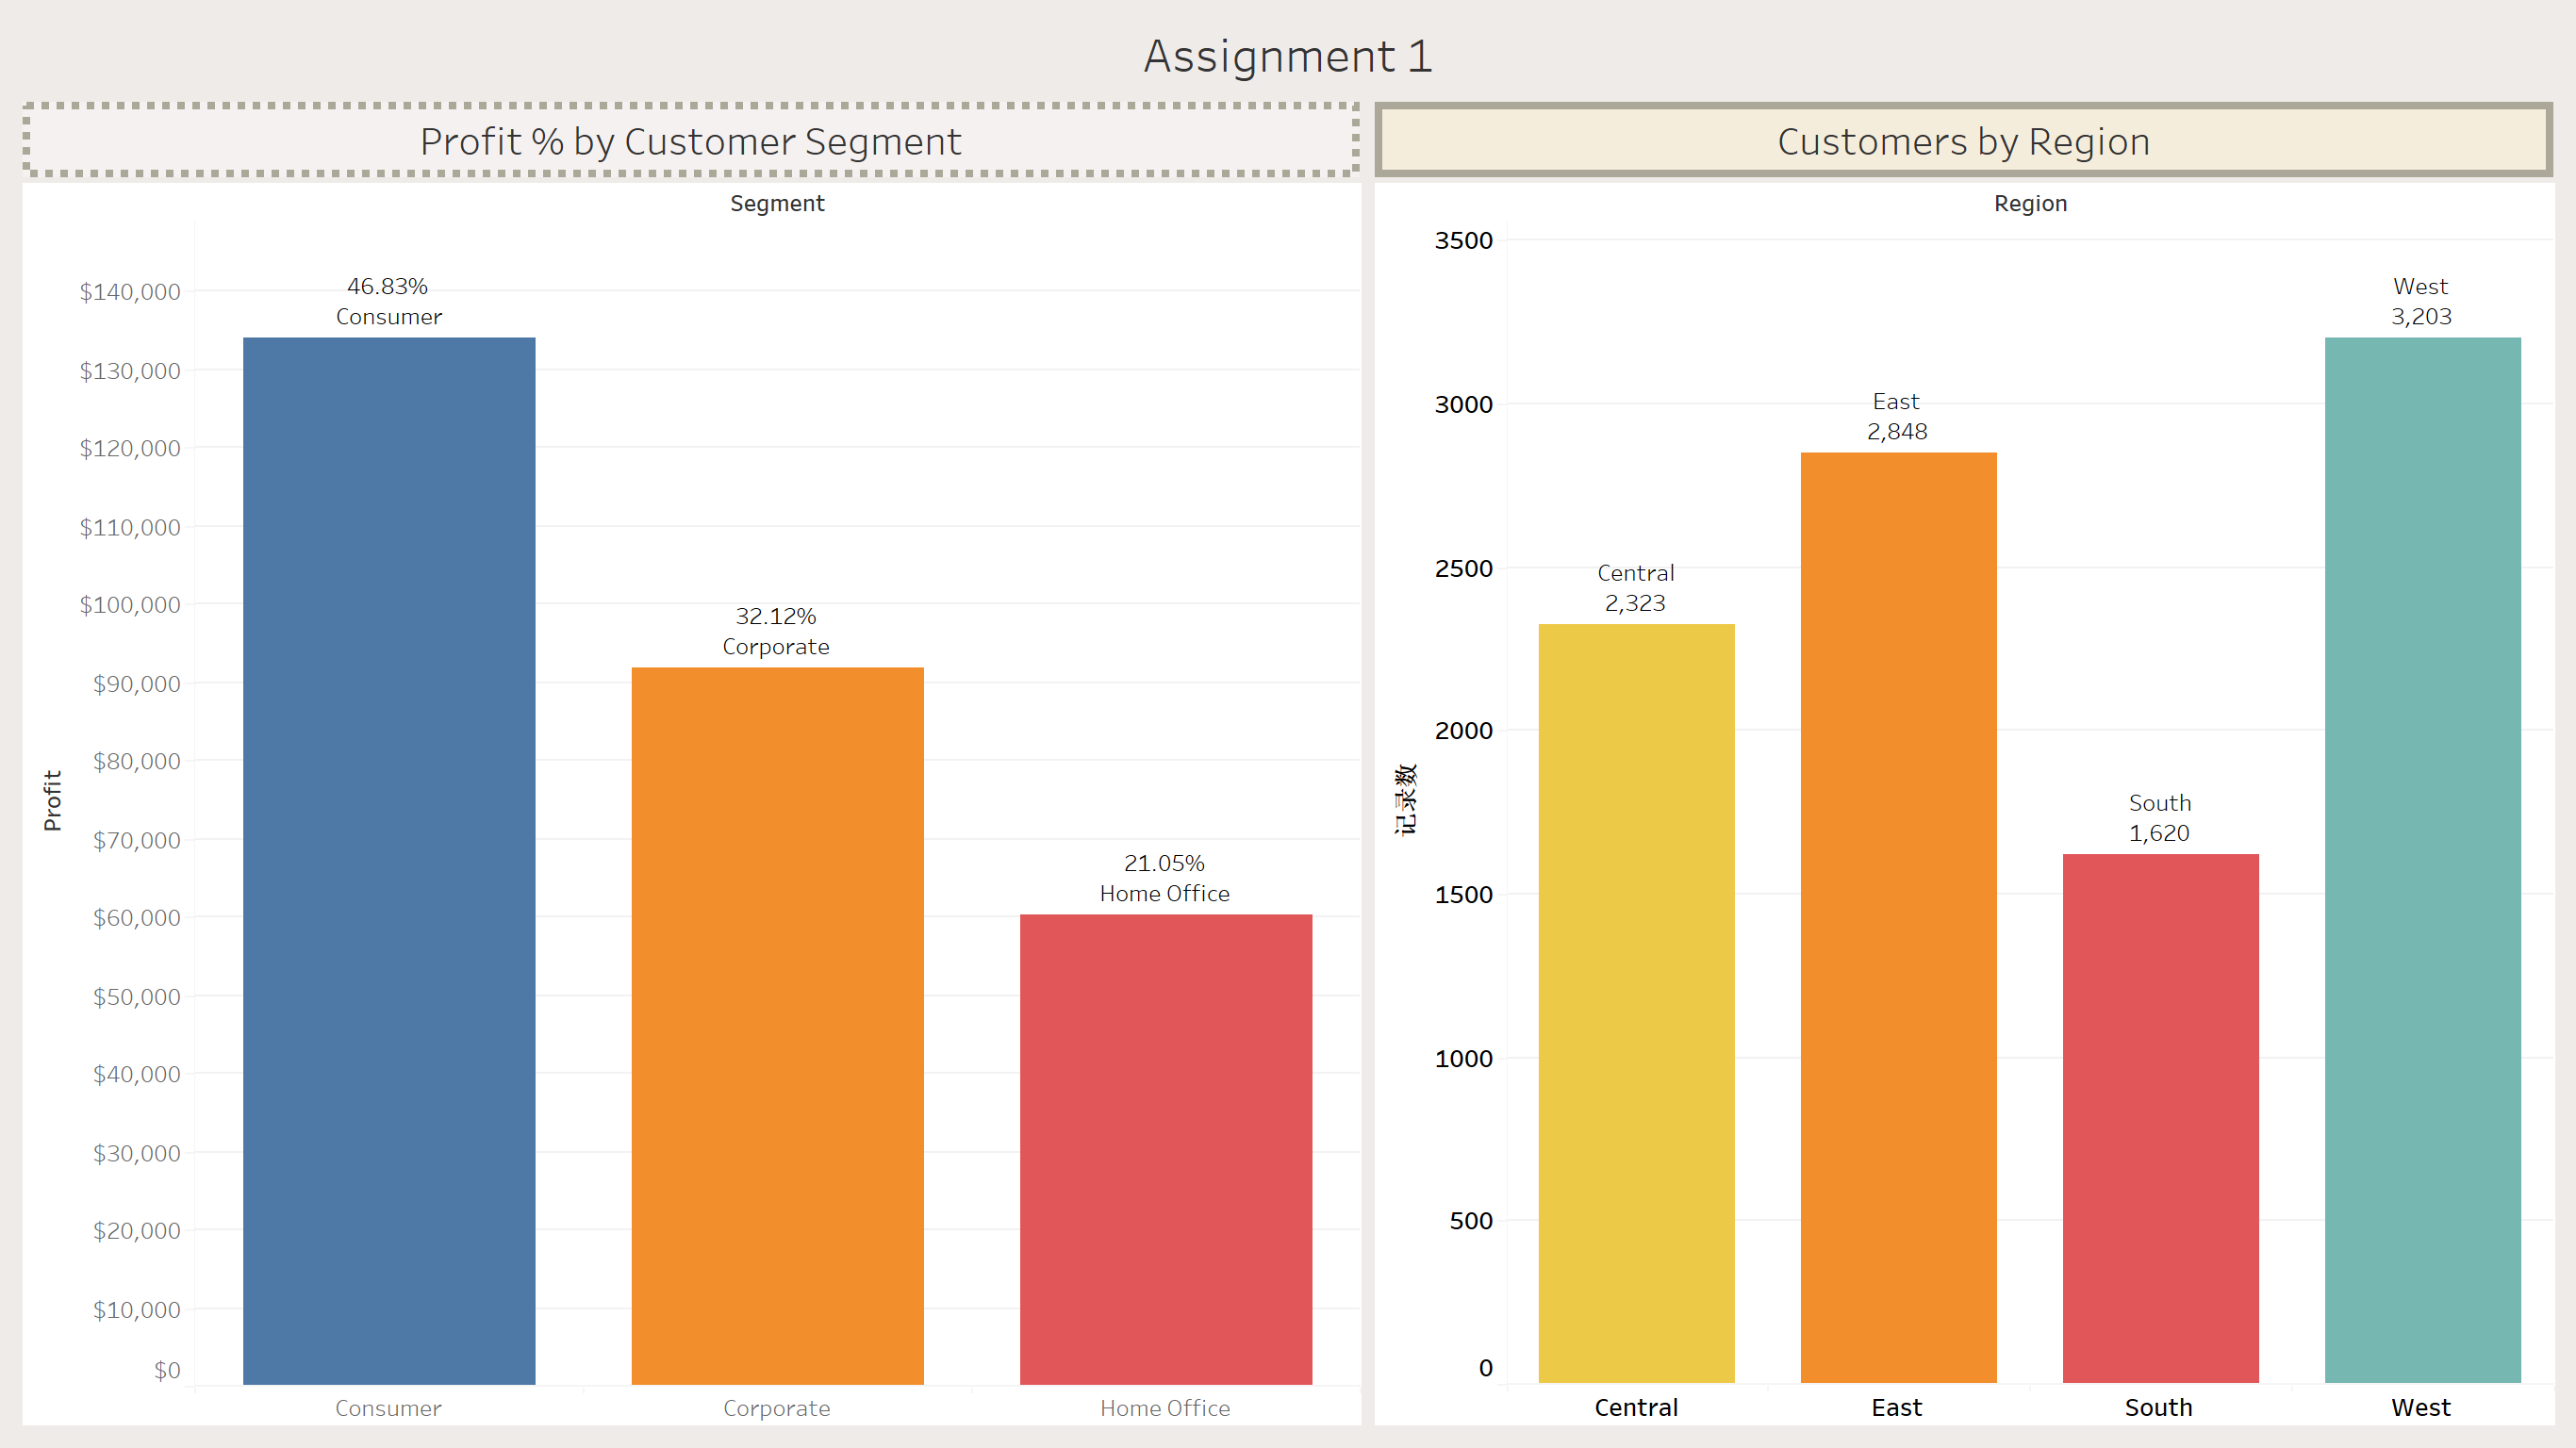 Assignment 1
Profit % by Customer Segment
Segment
Profit
$140,000
$130,000
$120,000
$110,000
$100,000
$90,000
$80,000
$70,000
$60,000
$50,000
$40,000
$30,000
$20,000
$10,000
$0
46.83%
Consumer
32.12%
Corporate
21.05%
Home Office
Consumer
Corporate
Home Office
Customers by Region
Region
记录数
3500
3000
2500
2000
1500
1000
500
0
Central
2,323
East
2,848
South
1,620
West
3,203
Central
East
South
West